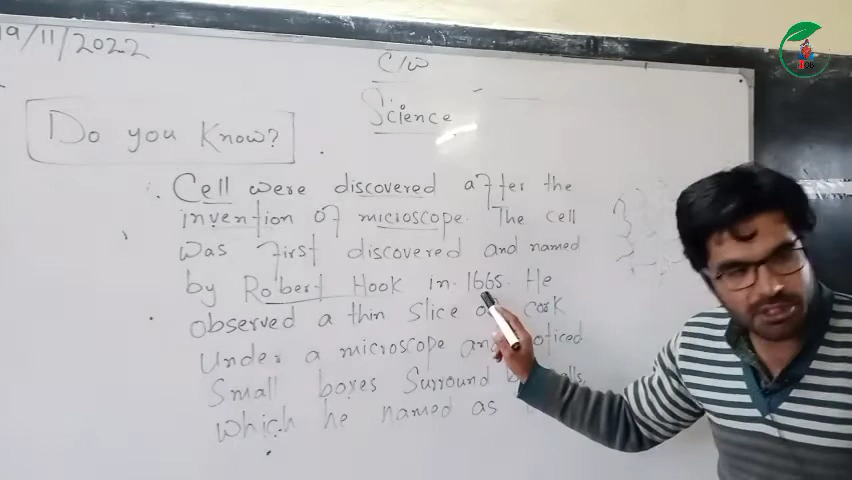 19/11/2022
C/W
Science
Do you Know?
Cell were discovered after the
invention of microscope. The cell
was first discovered and named
by Robert Hook in 1665. He
observed a thin slice of cork
Under a microscope and noticed
Small boxes Surround
which he named as